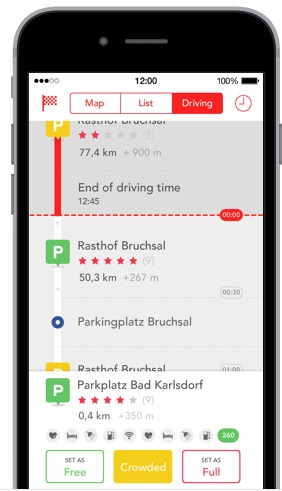 12:00
100%
Map List Driving
P Rasthof Bruchsal
(2)
77,4 km + 900 m
End of driving time
12:45
00:00
P Rasthof Bruchsal
(9)
50,3 km +267 m
00:30
Parkingplatz Bruchsal
Rasthof Bruchsal 01:00
P Parkplatz Bad Karlsdorf
(9)
0,4 km +350 m
260
SET AS SET AS
Free Crowded Full